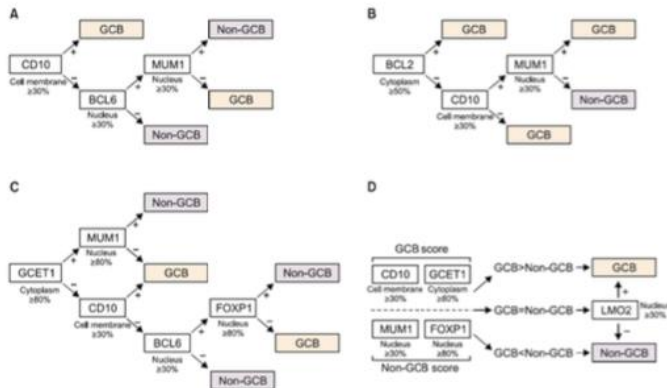 A
GCB
Non-GCB
CD10
Cell membrane
≥30%
+
−
MUM1
Nucleus
≥30%
+
−
BCL6
Nucleus
≥30%
+
−
GCB
Non-GCB
B
GCB
GCB
BCL2
Cytoplasm
≥50%
+
−
MUM1
Nucleus
≥30%
+
−
CD10
Cell membrane
≥30%
+
−
Non-GCB
GCB
C
Non-GCB
MUM1
Nucleus
≥80%
+
−
GCET1
Cytoplasm
≥80%
+
−
GCB
Non-GCB
CD10
Cell membrane
≥30%
+
−
FOXP1
Nucleus
≥80%
+
−
BCL6
Nucleus
≥30%
+
−
GCB
Non-GCB
D
GCB score
CD10 GCET1
Cell membrane Cytoplasm
≥30% ≥80%
GCB>Non-GCB
GCB
+
GCB=Non-GCB
LMO2
Nucleus
≥30%
−
MUM1 FOXP1
Nucleus Nucleus
≥30% ≥80%
GCB<Non-GCB
Non-GCB
Non-GCB score